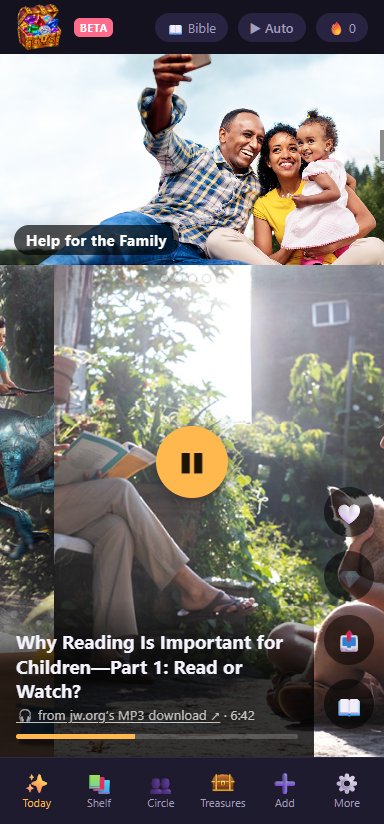 BETA
Bible
Auto
0
Help for the Family
Why Reading Is Important for
Children—Part 1: Read or
Watch?
from jw.org's MP3 download ↗ · 6:42
Today
Shelf
Circle
Treasures
Add
More